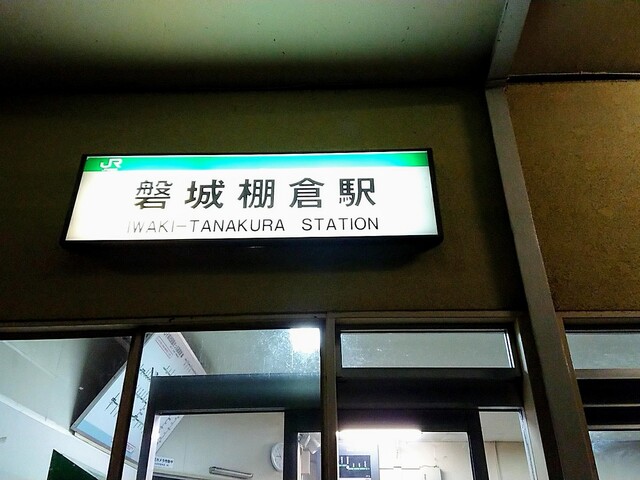 JR
磐城棚倉駅
IWAKI-TANAKURA STATION